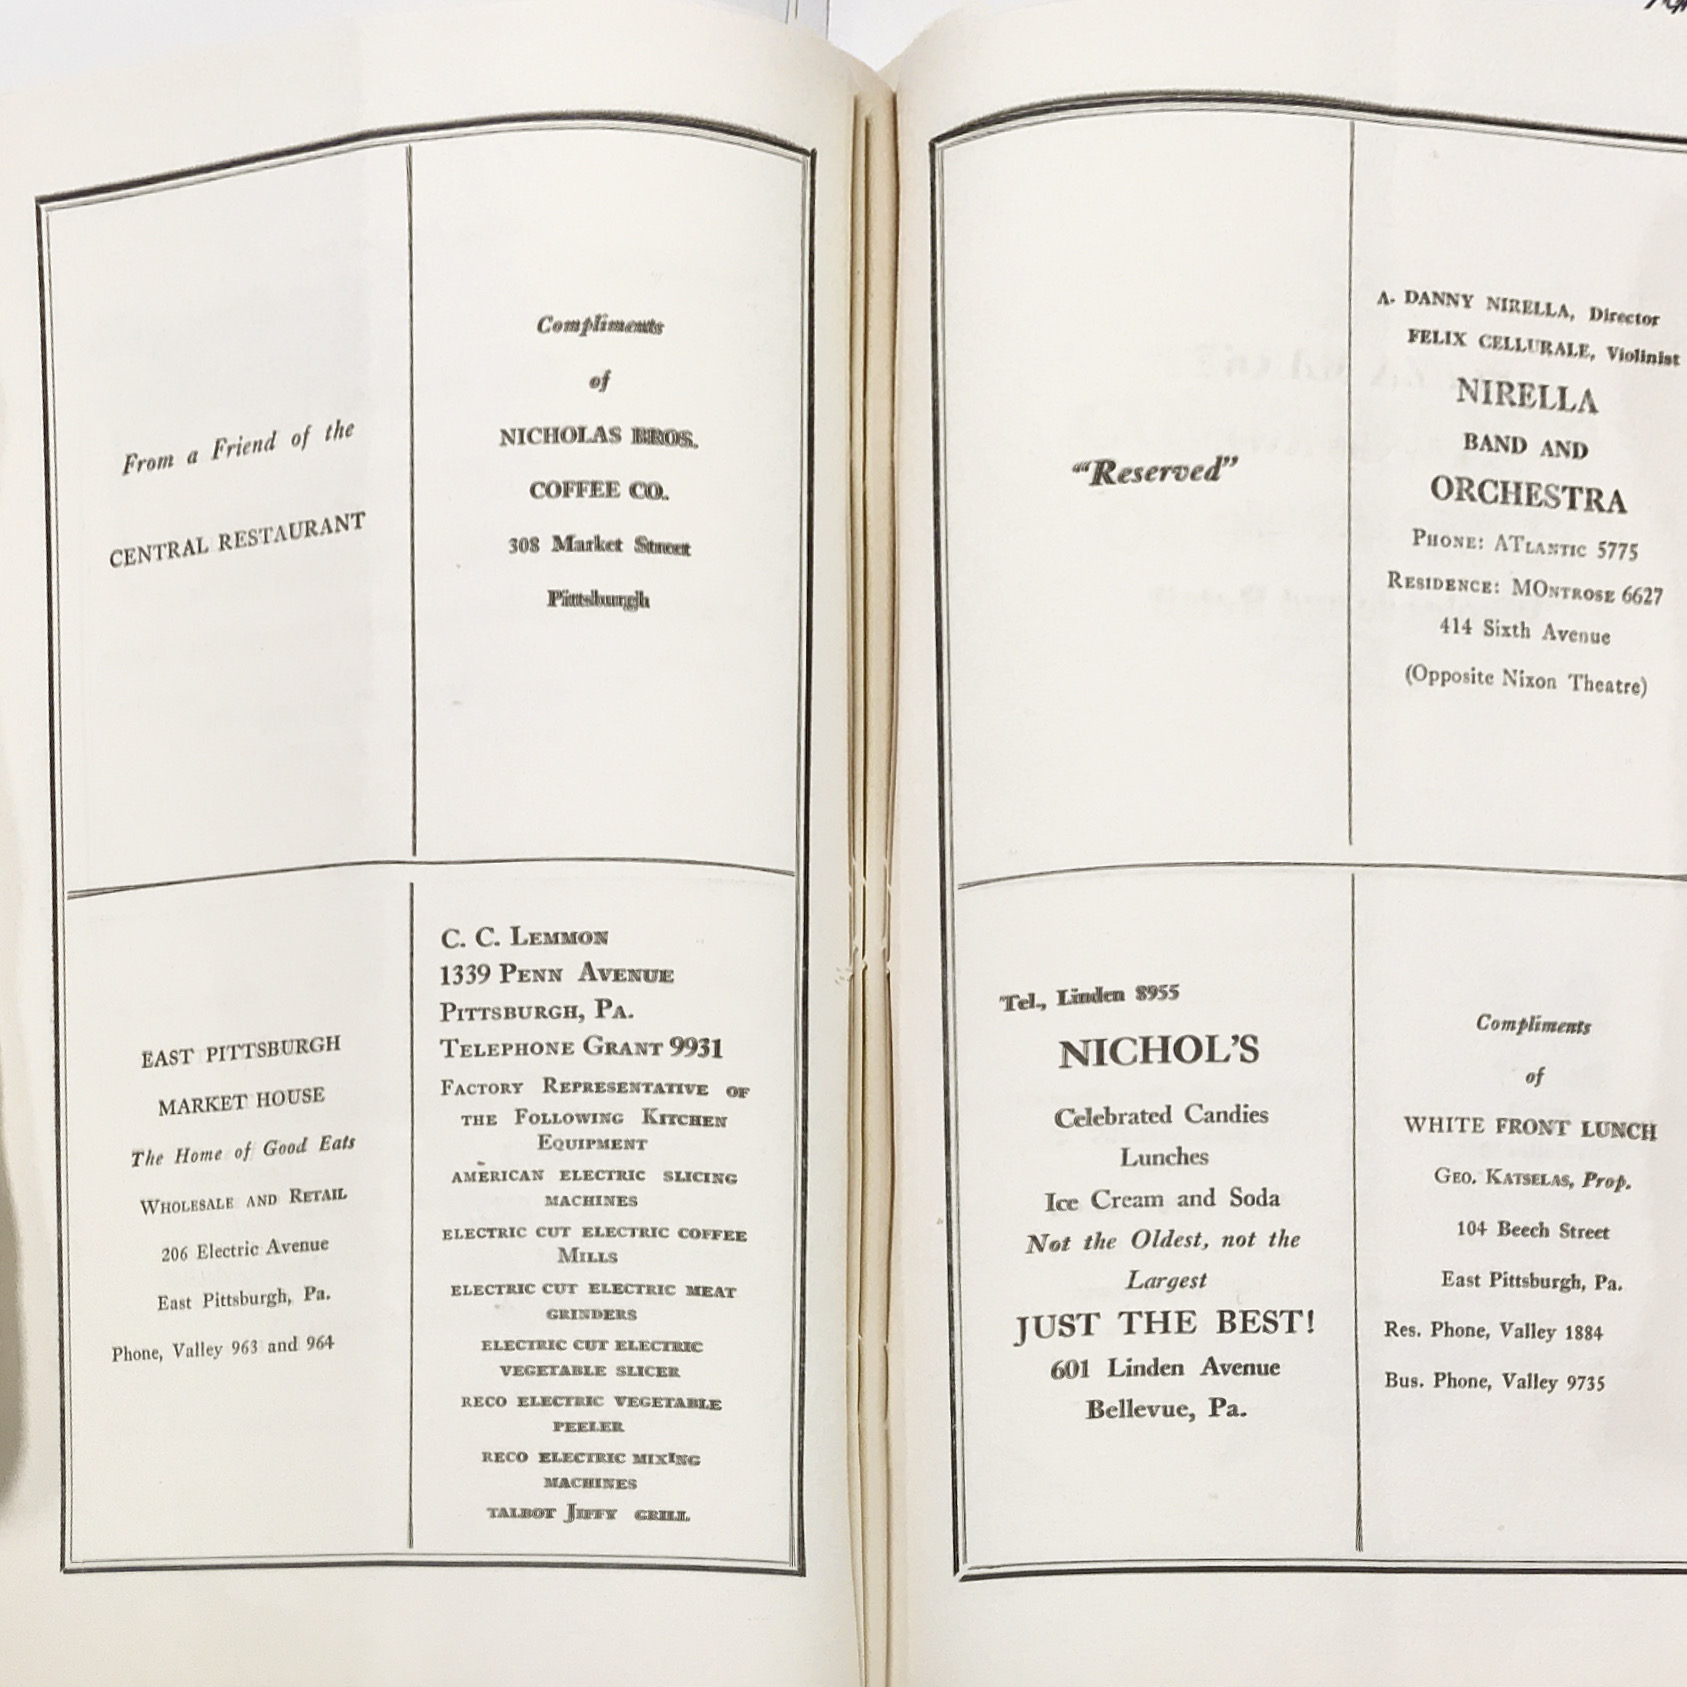 From a Friend of the
CENTRAL RESTAURANT
Compliments
of
NICHOLAS BROS.
COFFEE CO.
308 Market Street
Pittsburgh
EAST PITTSBURGH
MARKET HOUSE
The Home of Good Eats
WHOLESALE AND RETAIL
206 Electric Avenue
East Pittsburgh, Pa.
Phone, Valley 963 and 964
C. C. LEMMON
1339 PENN AVENUE
PITTSBURGH, PA.
TELEPHONE GRANT 9931
FACTORY REPRESENTATIVE OF
THE FOLLOWING KITCHEN
EQUIPMENT
AMERICAN ELECTRIC SLICING
MACHINES
ELECTRIC CUT ELECTRIC COFFEE
MILLS
ELECTRIC CUT ELECTRIC MEAT
GRINDERS
ELECTRIC CUT ELECTRIC
VEGETABLE SLICER
RECO ELECTRIC VEGETABLE
PEELER
RECO ELECTRIC MIXING
MACHINES
TALBOT JIFFY GRILL
"Reserved"
A. DANNY NIRELLA, Director
FELIX CELLURALE, Violinist
NIRELLA
BAND AND
ORCHESTRA
PHONE: ATLANTIC 5775
RESIDENCE: MONTROSE 6627
414 Sixth Avenue
(Opposite Nixon Theatre)
Tel., Linden 8955
NICHOL'S
Celebrated Candies
Lunches
Ice Cream and Soda
Not the Oldest, not the
Largest
JUST THE BEST!
601 Linden Avenue
Bellevue, Pa.
Compliments
of
WHITE FRONT LUNCH
GEO. KATSELAS, Prop.
104 Beech Street
East Pittsburgh, Pa.
Res. Phone, Valley 1884
Bus. Phone, Valley 9735